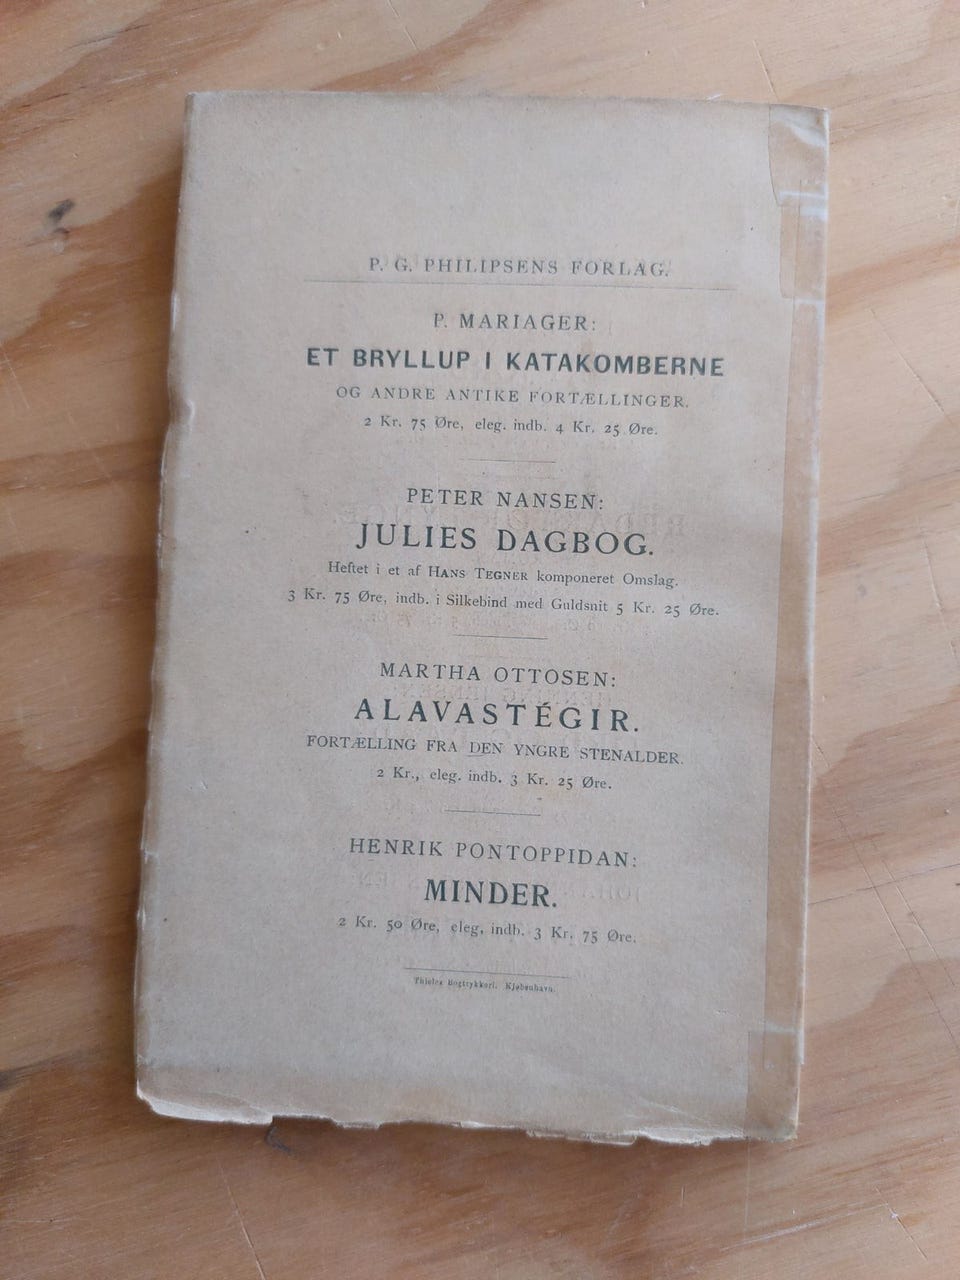 P. G. PHILIPSENS FORLAG.
P. MARIAGER:
ET BRYLLUP I KATAKOMBERNE
OG ANDRE ANTIKE FORTÆLLINGER.
2 Kr. 75 Øre, eleg. indb. 4 Kr. 25 Øre.
PETER NANSEN:
JULIES DAGBOG.
Heftet i et af HANS TEGNER komponeret Omslag.
3 Kr. 75 Øre, indb. i Silkebind med Guldsnit 5 Kr. 25 Øre.
MARTHA OTTOSEN:
ALAVASTÉGIR.
FORTÆLLING FRA DEN YNGRE STENALDER.
2 Kr., eleg. indb. 3 Kr. 25 Øre.
HENRIK PONTOPPIDAN:
MINDER.
2 Kr. 50 Øre, eleg. indb. 3 Kr. 75 Øre.
Thieles Bogtrykkeri. Kjøbenhavn.